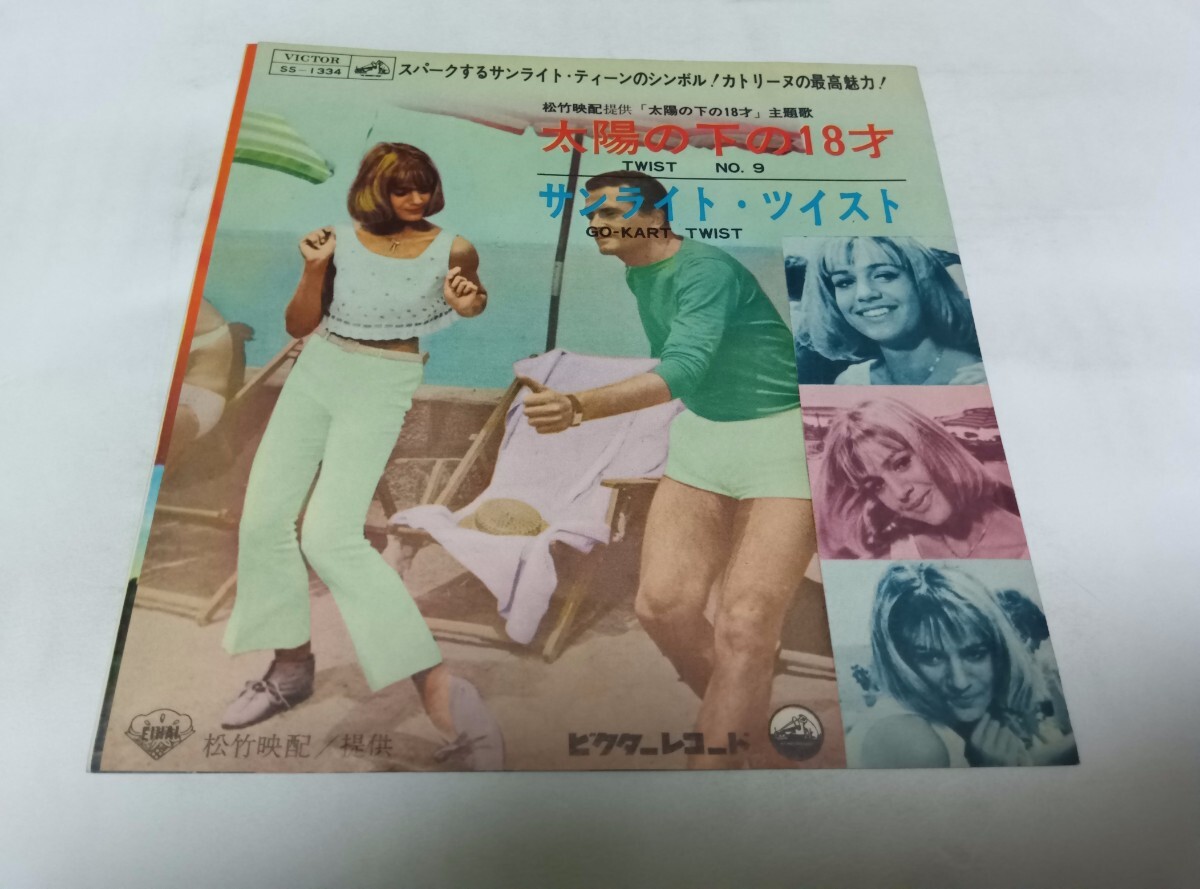 VICTOR
SS-1334
スパークするサンライト・ティーンのシンボル!カトリーヌの最高魅力!
松竹映配提供「太陽の下の18才」主題歌
太陽の下の18才
TWIST NO. 9
サンライト・ツイスト
GO-KART TWIST
EIHAI
松竹映配/提供
ビクターレコード